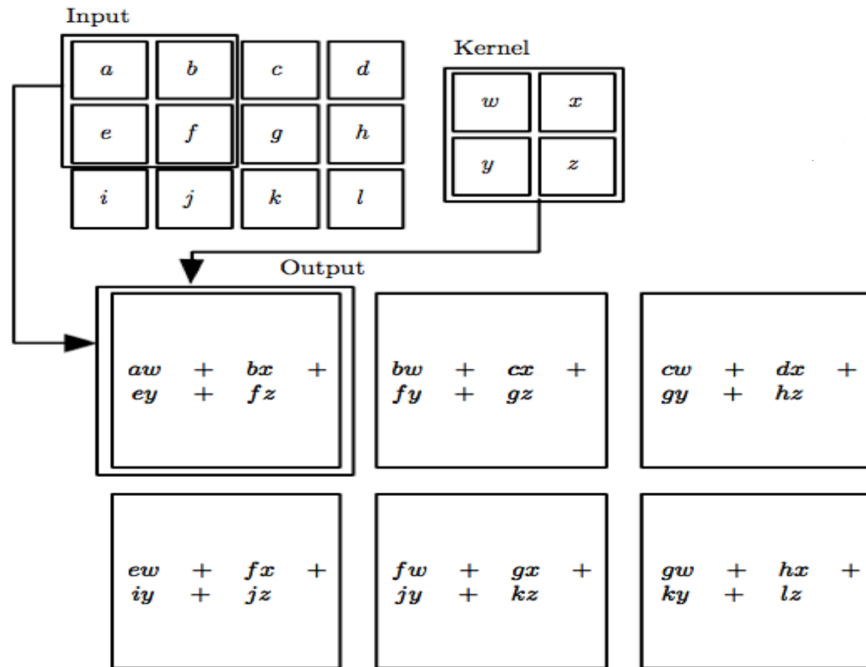 Input
Kernel
a b c d
w x
e f g h
y z
i j k l
Output
aw + bx + bw + cx + cw + dx +
ey + fz fy + gz gy + hz
ew + fx + fw + gx + gw + hx +
iy + jz jy + kz ky + lz